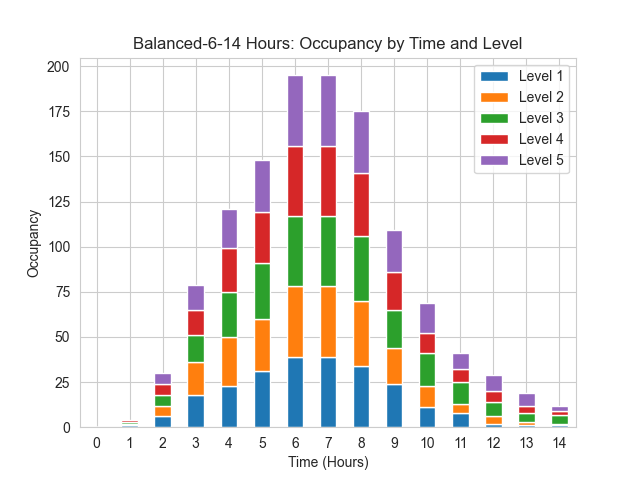 Balanced-6-14 Hours: Occupancy by Time and Level
Level 1
Level 2
Level 3
Level 4
Level 5
200
175
150
125
100
75
50
25
0
Occupancy
0 1 2 3 4 5 6 7 8 9 10 11 12 13 14
Time (Hours)